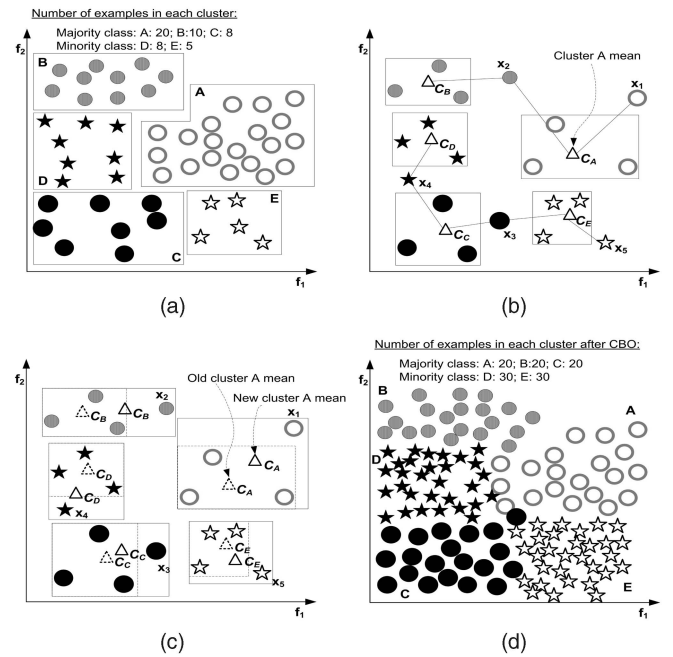 Number of examples in each cluster:
Majority class: A: 20; B:10; C: 8
Minority class: D: 8; E: 5
f2
B
A
D
E
C
f1
(a)
f2
x2
Cluster A mean
x1
CB
CD
CA
x4
CE
CC
x3
x5
f1
(b)
f2
Old cluster A mean
New cluster A mean
x2
x1
CB
CB
CA
CD
CA
CD
x4
CC
CE
CC
x3
CE
x5
f1
(c)
Number of examples in each cluster after CBO:
Majority class: A: 20; B:20; C: 20
Minority class: D: 30; E: 30
f2
B
A
D
C
E
f1
(d)